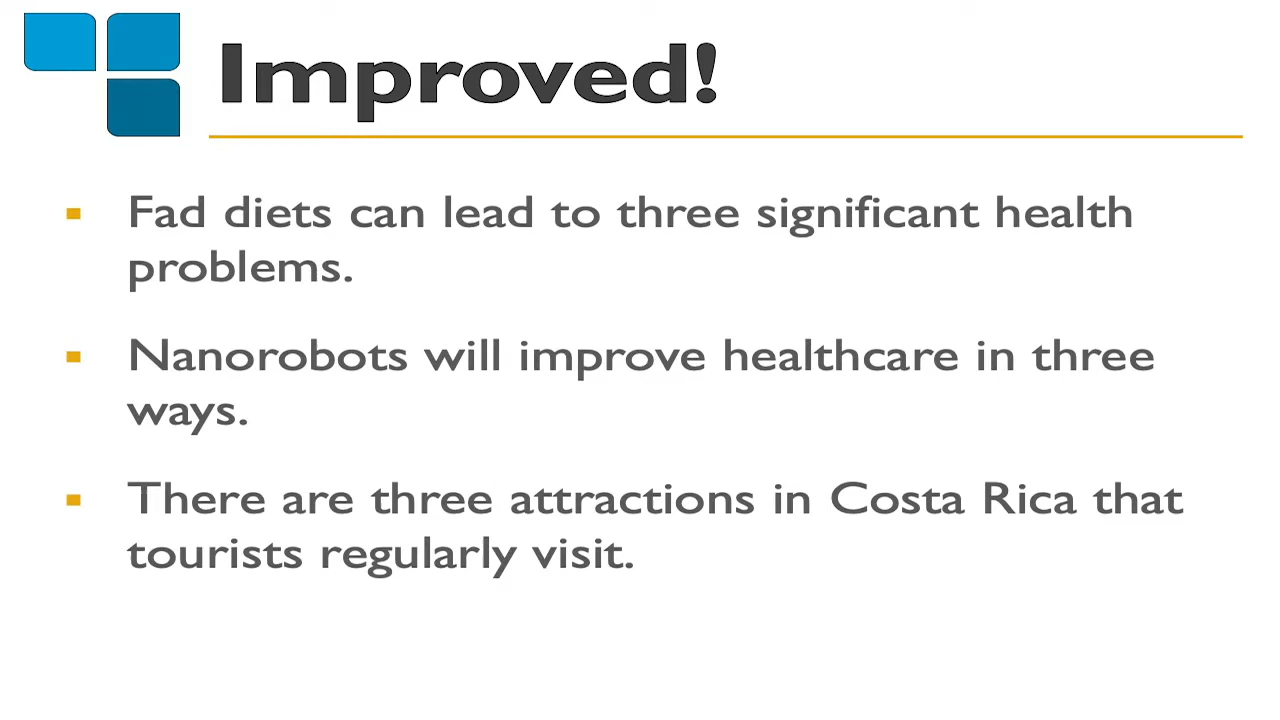 Improved!
Fad diets can lead to three significant health
problems.
Nanorobots will improve healthcare in three
ways.
There are three attractions in Costa Rica that
tourists regularly visit.